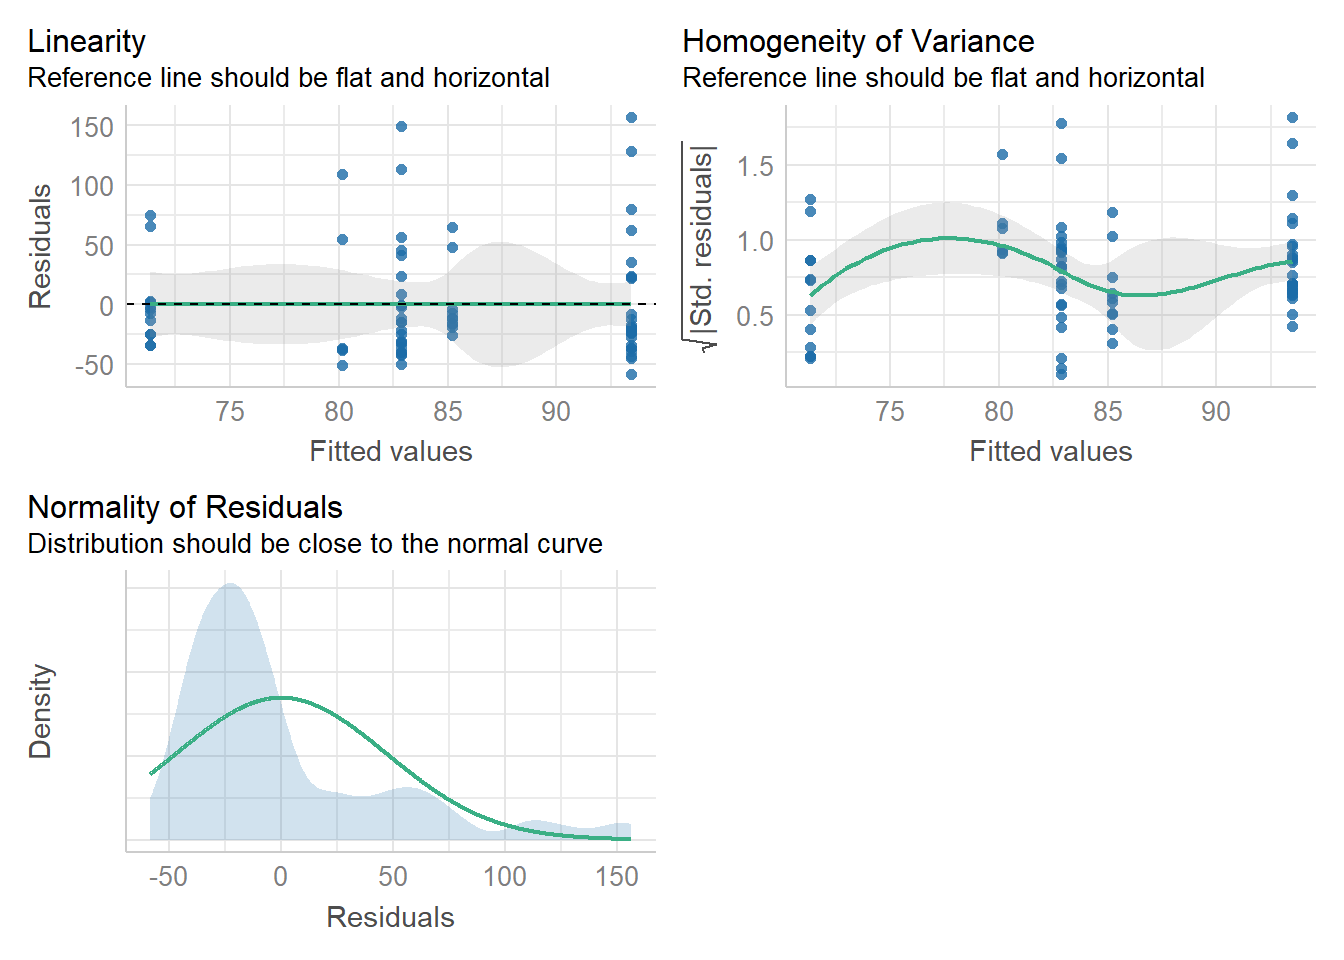 Linearity
Reference line should be flat and horizontal
Residuals
150
100
50
0
-50
75
80
85
90
Fitted values
Homogeneity of Variance
Reference line should be flat and horizontal
√|Std. residuals|
1.5
1.0
0.5
75
80
85
90
Fitted values
Normality of Residuals
Distribution should be close to the normal curve
Density
-50
0
50
100
150
Residuals